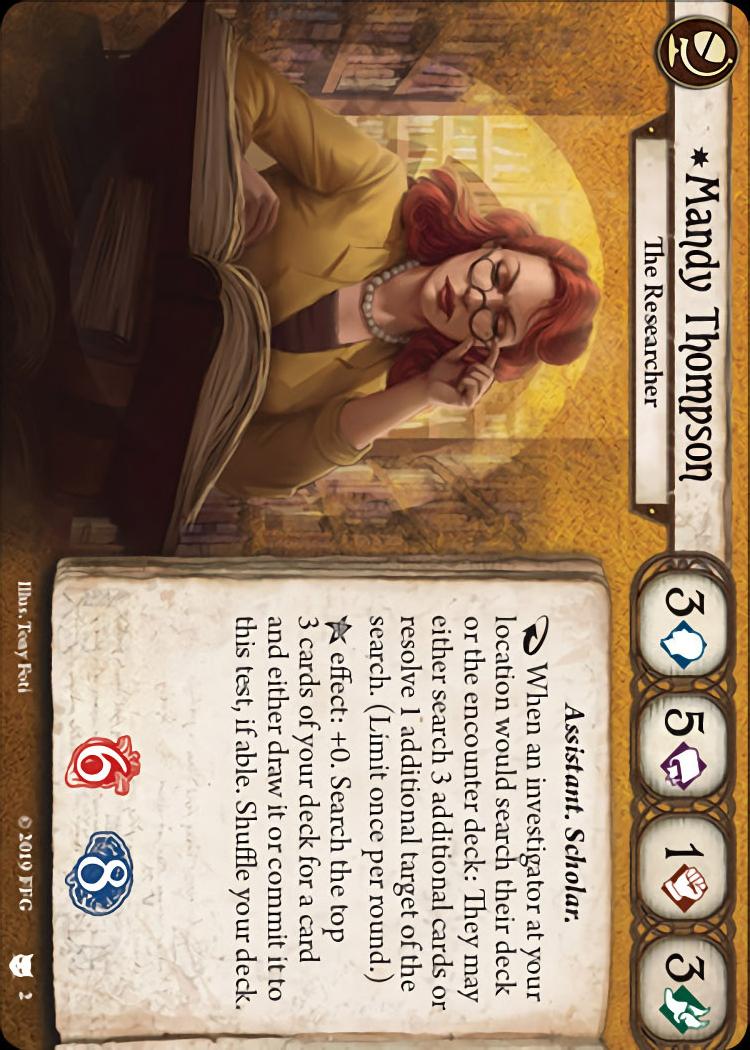 Mandy Thompson
The Researcher
3 5 1 3
Assistant. Scholar.
When an investigator at your
location would search their deck
or the encounter deck: They may
either search 3 additional cards or
resolve 1 additional target of the
search. (Limit once per round.)
effect: +0. Search the top
3 cards of your deck for a card
and either draw it or commit it to
this test, if able. Shuffle your deck.
6 8
Illus. Tony Foti
© 2019 FFG
2